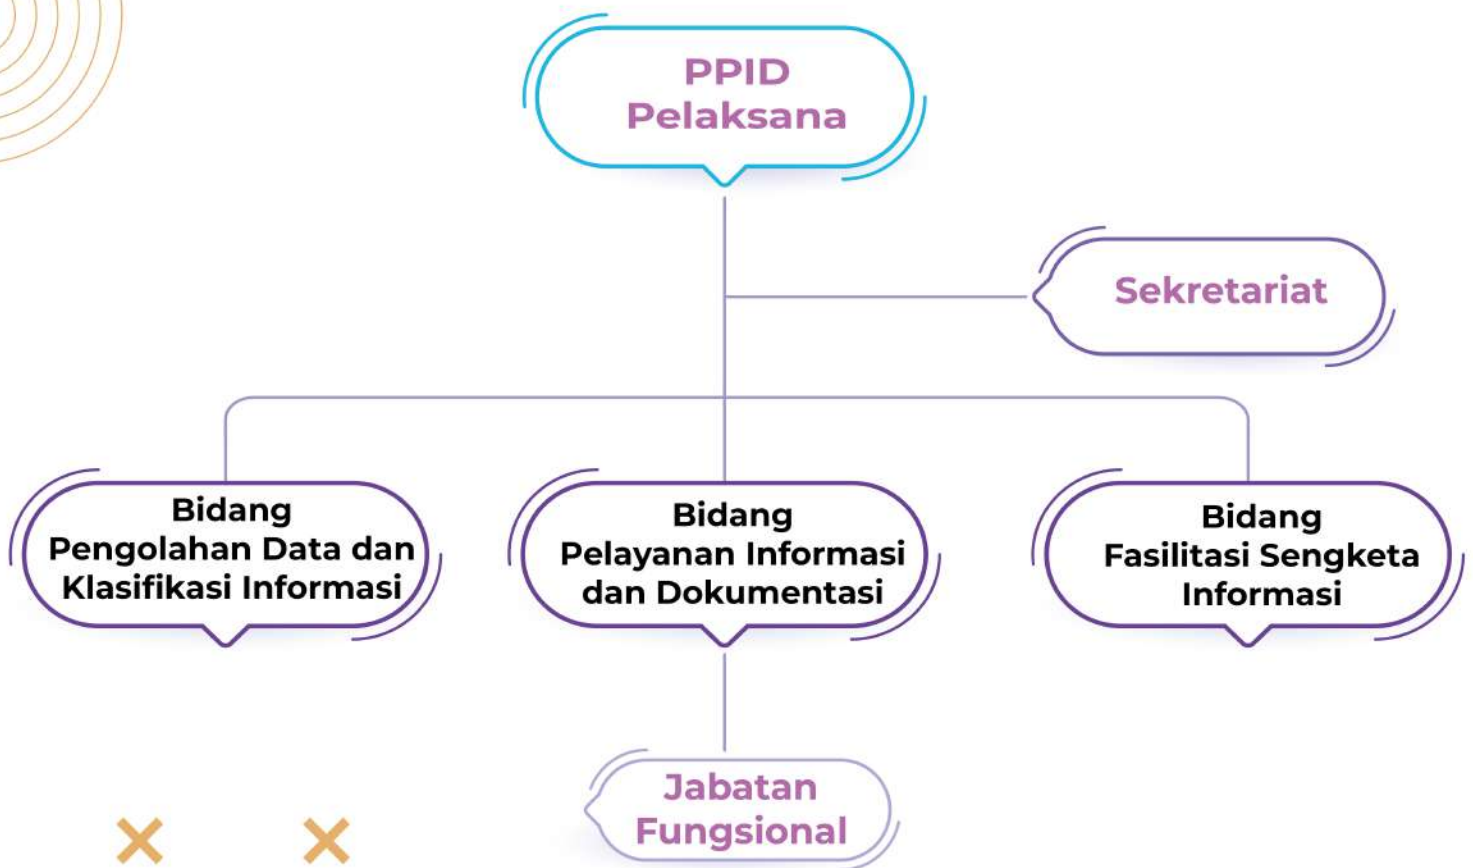 PPID
Pelaksana
Sekretariat
Bidang
Pengolahan Data dan
Klasifikasi Informasi
Bidang
Pelayanan Informasi
dan Dokumentasi
Bidang
Fasilitasi Sengketa
Informasi
Jabatan
Fungsional